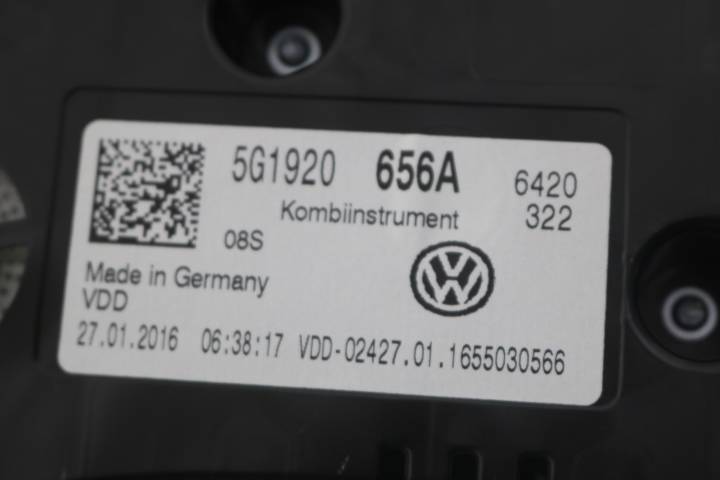 5G1920 656A 6420
Kombiinstrument 322
08S
Made in Germany
VDD
27.01.2016 06:38:17 VDD-02427.01.1655030566